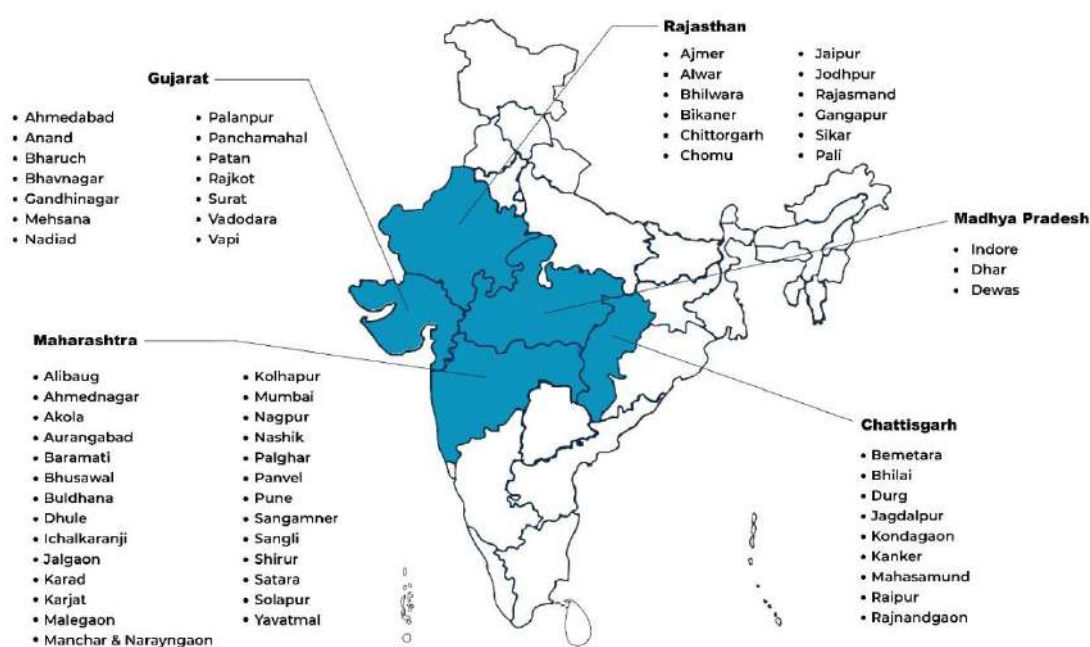 Rajasthan
• Ajmer
• Alwar
• Bhilwara
• Bikaner
• Chittorgarh
• Chomu
• Jaipur
• Jodhpur
• Rajasmand
• Gangapur
• Sikar
• Pali
Gujarat
• Ahmedabad
• Anand
• Bharuch
• Bhavnagar
• Gandhinagar
• Mehsana
• Nadiad
• Palanpur
• Panchamahal
• Patan
• Rajkot
• Surat
• Vadodara
• Vapi
Madhya Pradesh
• Indore
• Dhar
• Dewas
Maharashtra
• Alibaug
• Ahmednagar
• Akola
• Aurangabad
• Baramati
• Bhusawal
• Buldhana
• Dhule
• Ichalkaranji
• Jalgaon
• Karad
• Karjat
• Malegaon
• Manchar & Narayngaon
• Kolhapur
• Mumbai
• Nagpur
• Nashik
• Palghar
• Panvel
• Pune
• Sangamner
• Sangli
• Shirur
• Satara
• Solapur
• Yavatmal
Chattisgarh
• Bemetara
• Bhilai
• Durg
• Jagdalpur
• Kondagaon
• Kanker
• Mahasamund
• Raipur
• Rajnandgaon